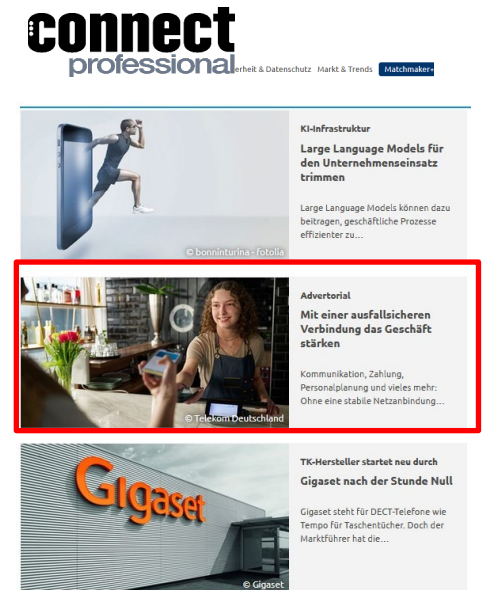 connect
professional
erheit & Datenschutz Markt & Trends Matchmaker+
KI-Infrastruktur
Large Language Models für
den Unternehmenseinsatz
trimmen
Large Language Models können dazu
beitragen, geschäftliche Prozesse
effizienter zu…
© bonninturina - fotolia
Advertorial
Mit einer ausfallsicheren
Verbindung das Geschäft
stärken
Kommunikation, Zahlung,
Personalplanung und vieles mehr:
Ohne eine stabile Netzanbindung…
© Telekom Deutschland
TK-Hersteller startet neu durch
Gigaset nach der Stunde Null
Gigaset steht für DECT-Telefone wie
Tempo für Taschentücher. Doch der
Marktführer hat die…
Gigaset
© Gigaset